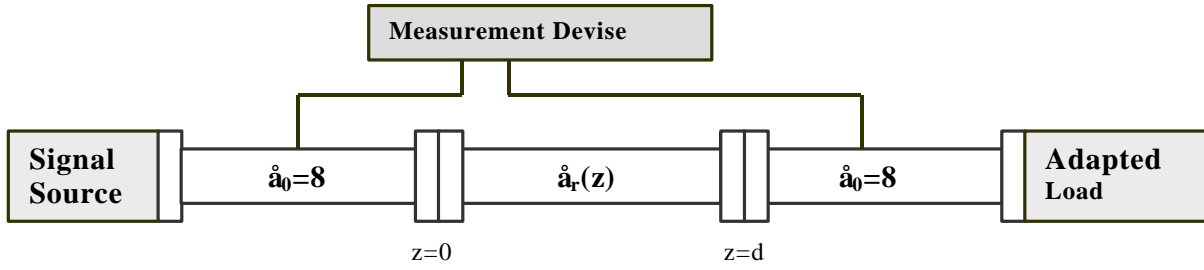 Measurement Devise
Signal
Source
å₀=8
åᵣ(z)
å₀=8
Adapted
Load
z=0
z=d